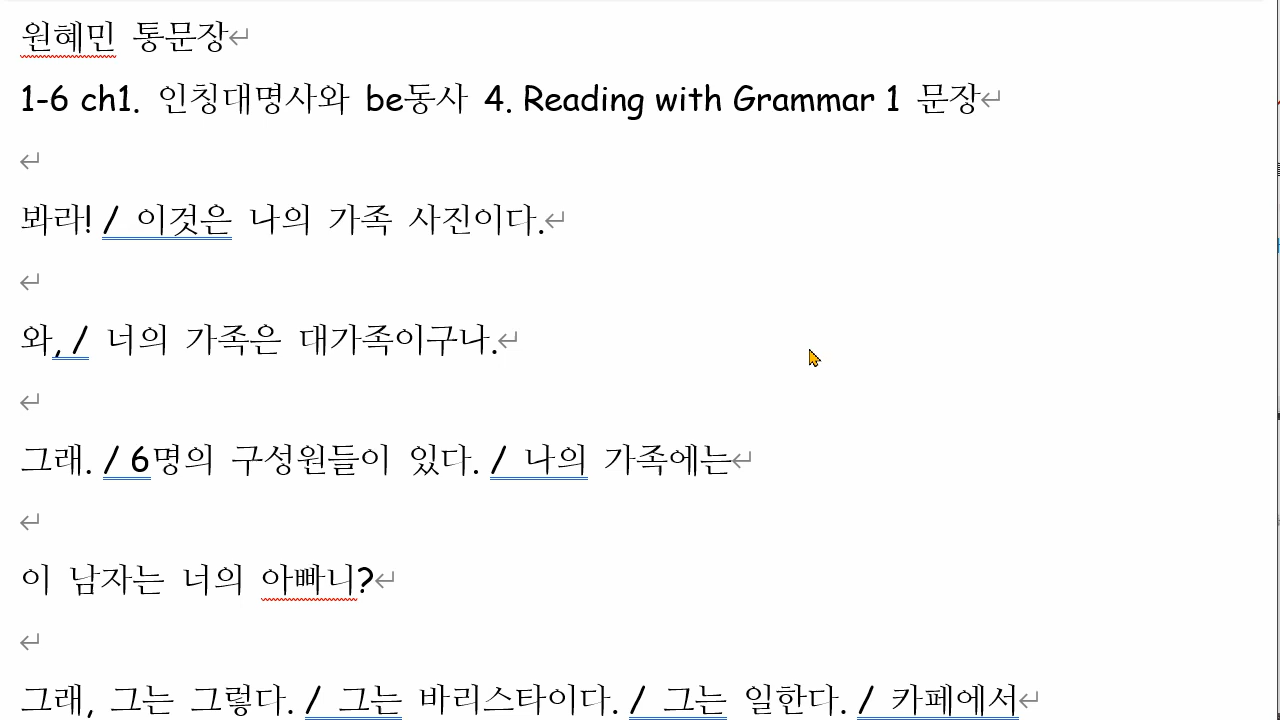 원혜민 통문장
1-6 ch1. 인칭대명사와 be동사 4. Reading with Grammar 1 문장
봐라! / 이것은 나의 가족 사진이다.
와, / 너의 가족은 대가족이구나.
그래. / 6명의 구성원들이 있다. / 나의 가족에는
이 남자는 너의 아빠니?
그래, 그는 그렇다. / 그는 바리스타이다. / 그는 일한다. / 카페에서